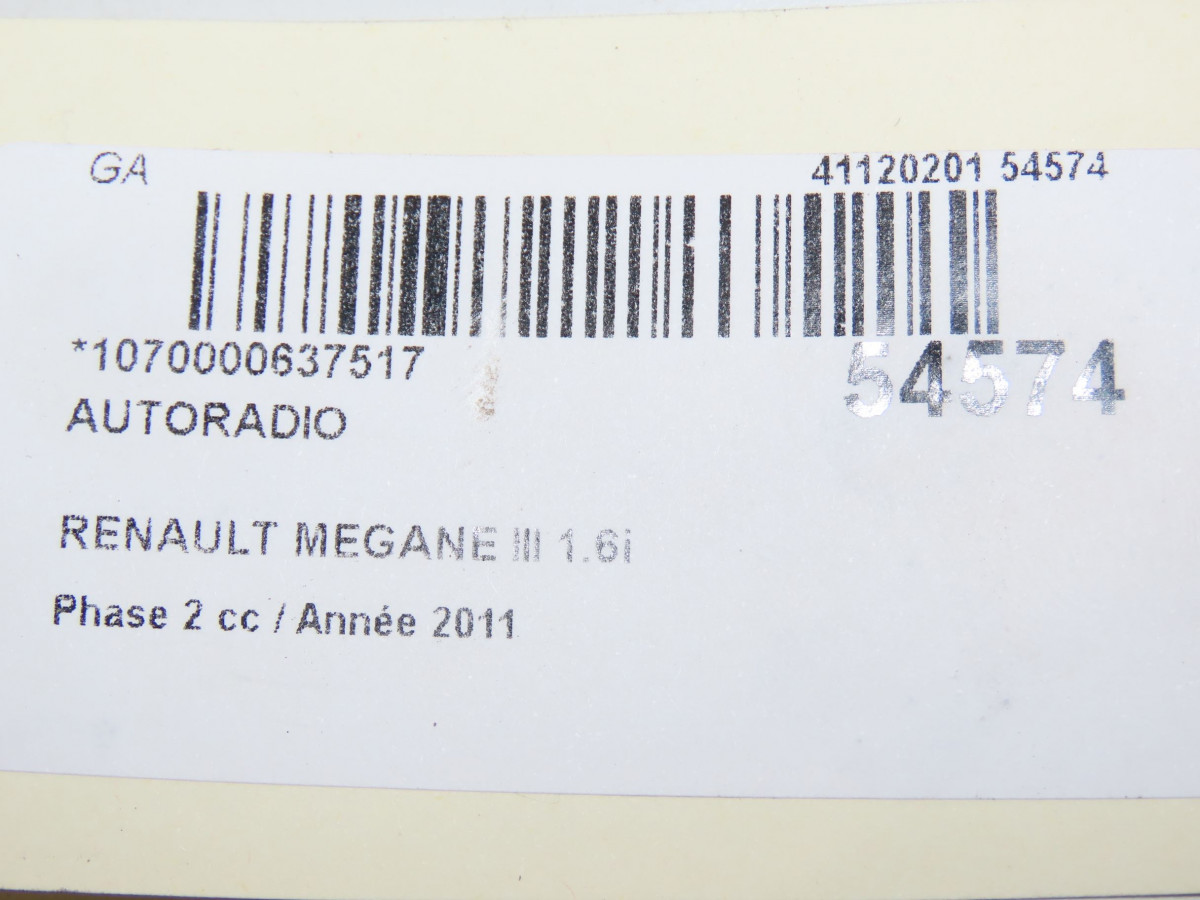 GA 41120201 54574
*1070000637517 54574
AUTORADIO
RENAULT MEGANE III 1.6i
Phase 2 cc / Année 2011